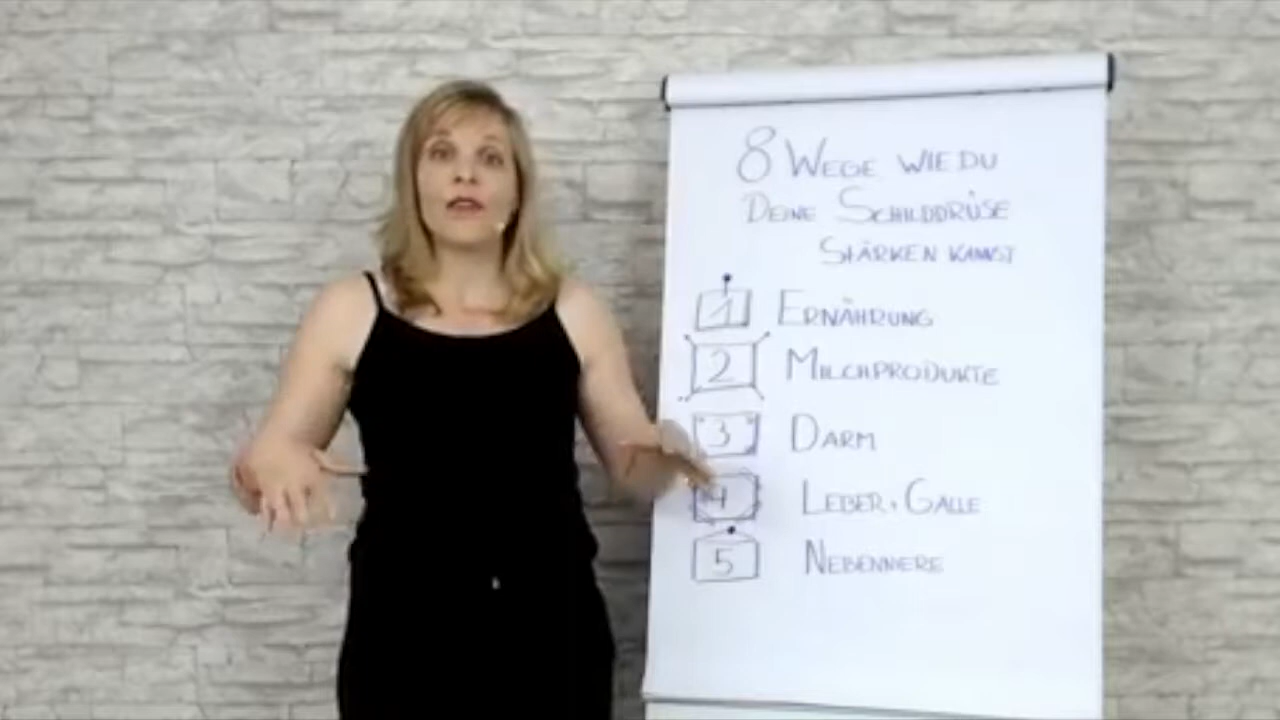 8 WEGE WIE DU
DEINE SCHILDDRÜSE
STÄRKEN KANNST
1 ERNÄHRUNG
2 MILCHPRODUKTE
3 DARM
4 LEBER + GALLE
5 NEBENNIERE